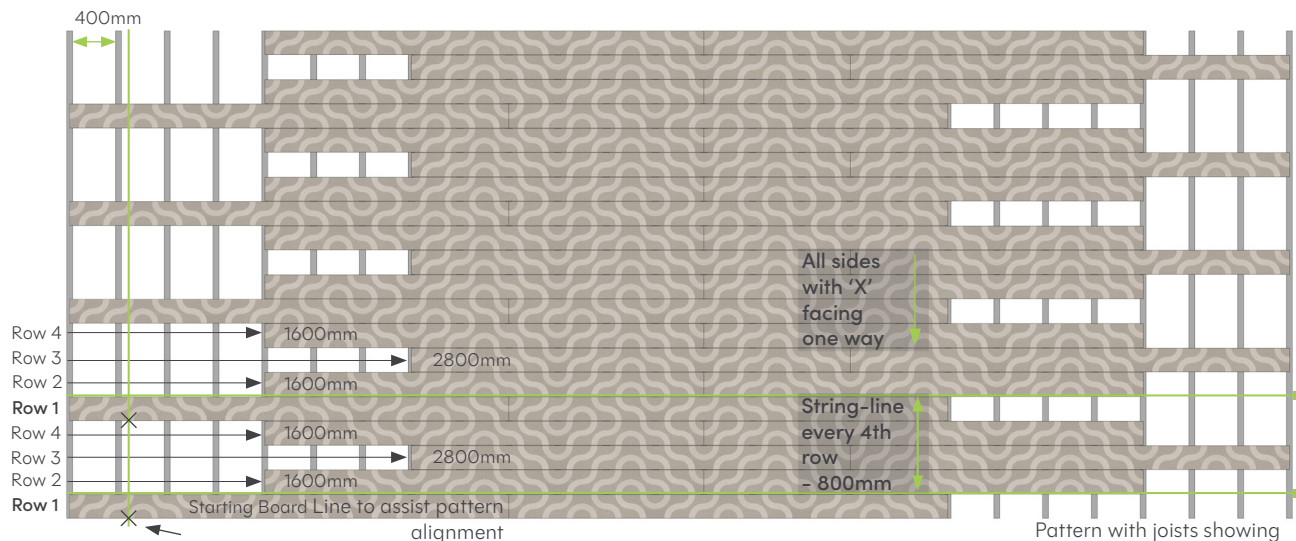 400mm
All sides
with ‘X’
facing
one way
Row 4
1600mm
Row 3
2800mm
Row 2
1600mm
Row 1
String-line
every 4th
row
- 800mm
Row 4
1600mm
Row 3
2800mm
Row 2
1600mm
Row 1
Starting Board Line to assist pattern
alignment
Pattern with joists showing